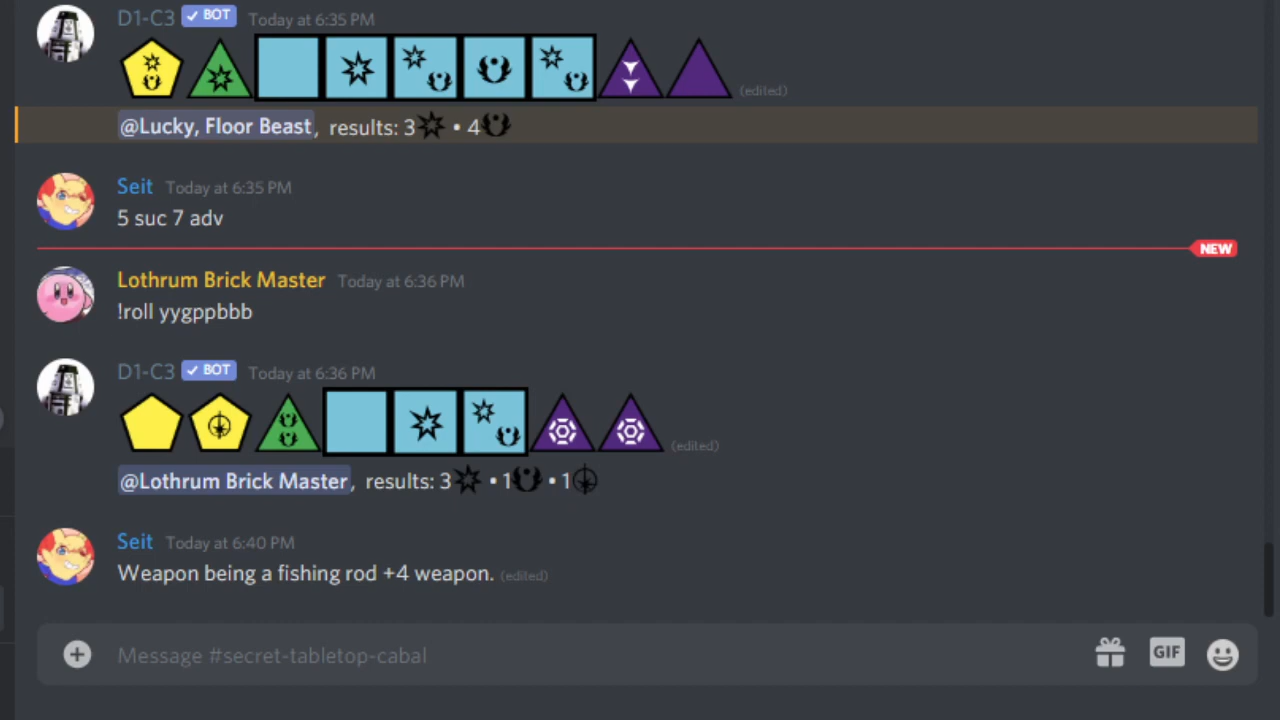 D1-C3 ✓ BOT Today at 6:35 PM
(edited)
@Lucky, Floor Beast, results: 3 • 4
Seit Today at 6:35 PM
5 suc 7 adv
NEW
Lothrum Brick Master Today at 6:36 PM
!roll yygppbbb
D1-C3 ✓ BOT Today at 6:36 PM
(edited)
@Lothrum Brick Master, results: 3 • 1 • 1
Seit Today at 6:40 PM
Weapon being a fishing rod +4 weapon. (edited)
Message #secret-tabletop-cabal
GIF